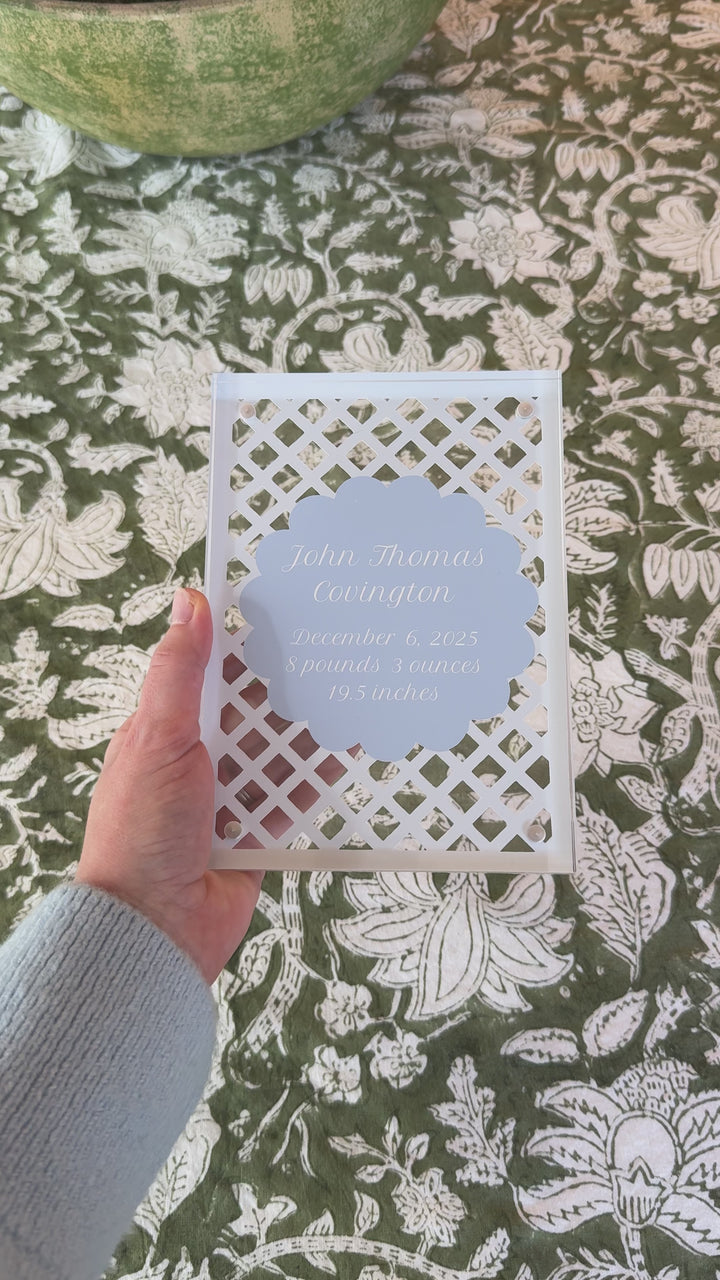 John Thomas
Covington
December 6, 2025
8 pounds 3 ounces
19.5 inches